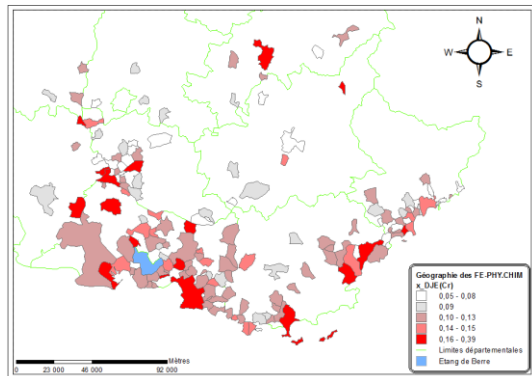 N
W E
S
Géographie des FE-PHY.CHIM
x_DJE(Cr)
0,05 - 0,08
0,09
0,10 - 0,13
0,14 - 0,15
0,16 - 0,39
Limites départementales
Etang de Berre
Mètres
0 23 000 46 000 92 000